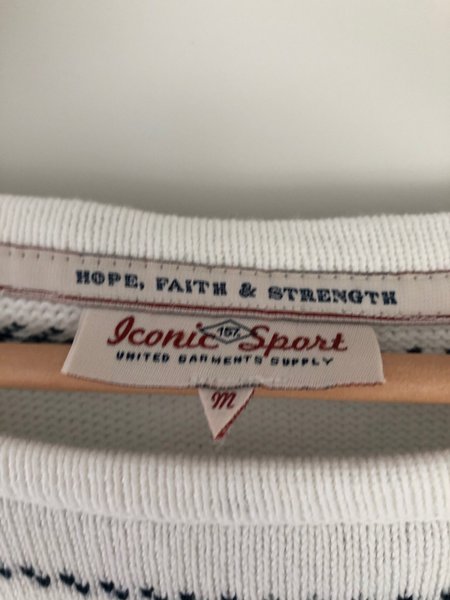 HOPE, FAITH & STRENGTH
Iconic 157 Sport
UNITED GARMENTS SUPPLY
M